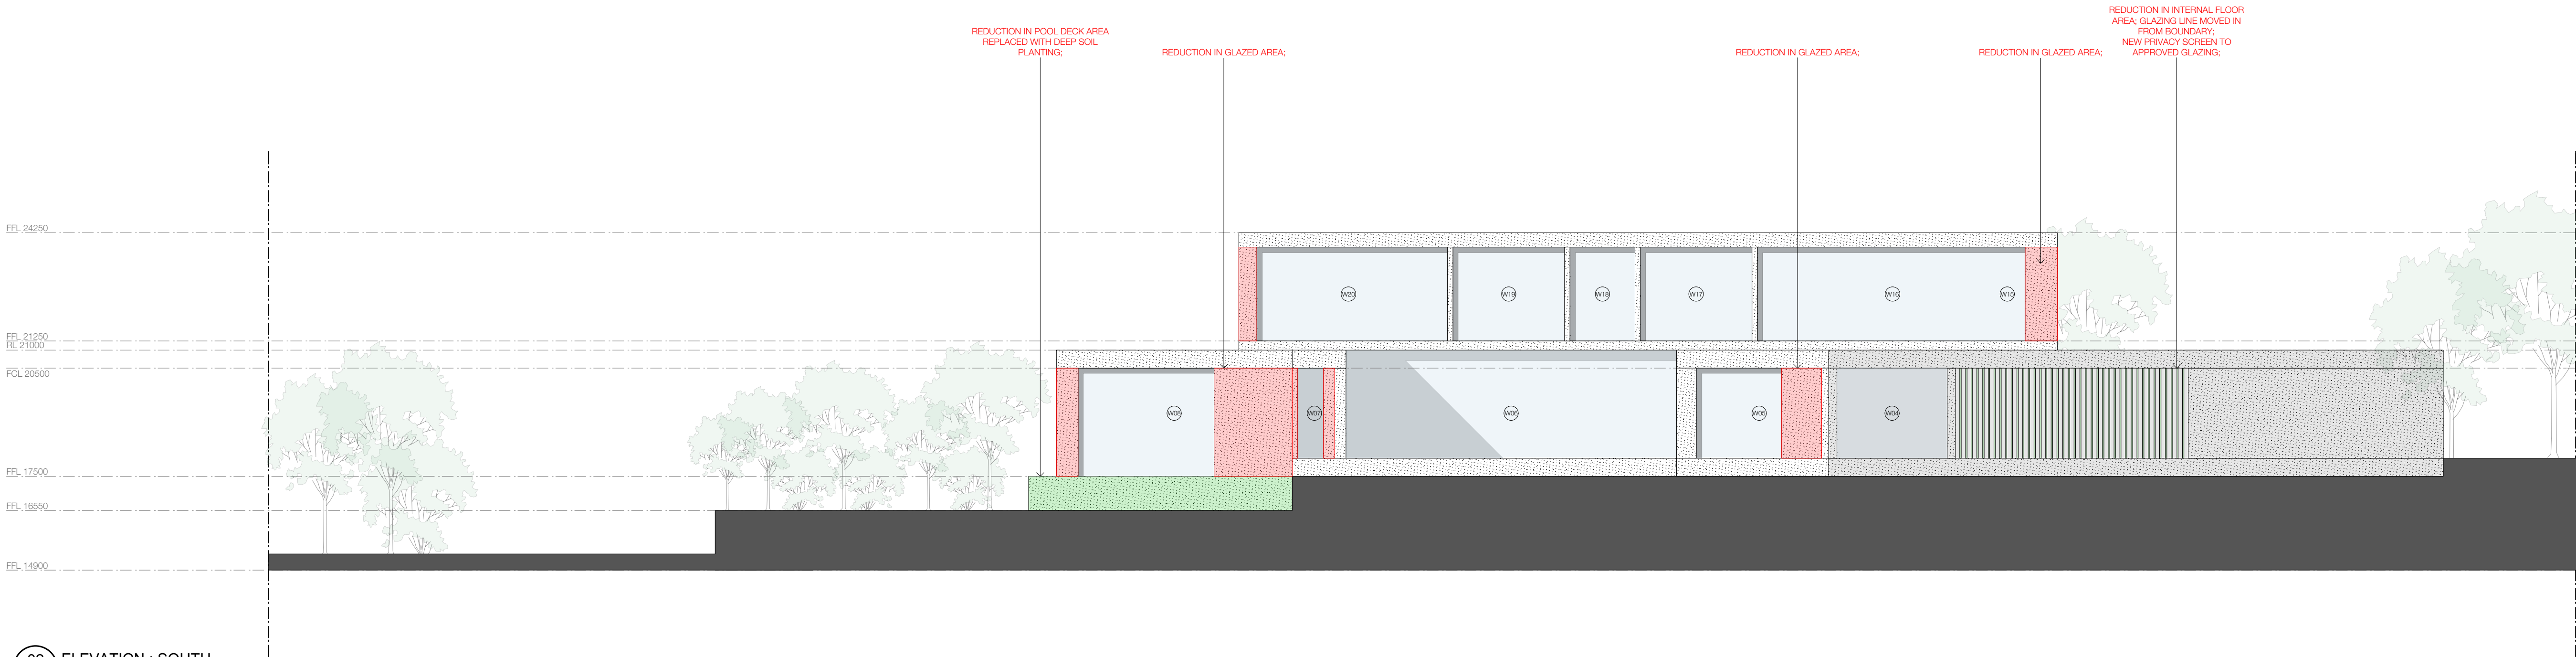 REDUCTION IN INTERNAL FLOOR
AREA; GLAZING LINE MOVED IN
FROM BOUNDARY;
NEW PRIVACY SCREEN TO
APPROVED GLAZING;
REDUCTION IN POOL DECK AREA
REPLACED WITH DEEP SOIL
PLANTING;
REDUCTION IN GLAZED AREA;
REDUCTION IN GLAZED AREA;
REDUCTION IN GLAZED AREA;
FFL 24250
W20
W19
W18
W17
W16
W15
FFL 21250
RL 21000
FCL 20500
W08
W07
W06
W05
W04
FFL 17500
FFL 16550
FFL 14900
ELEVATION : SOUTH